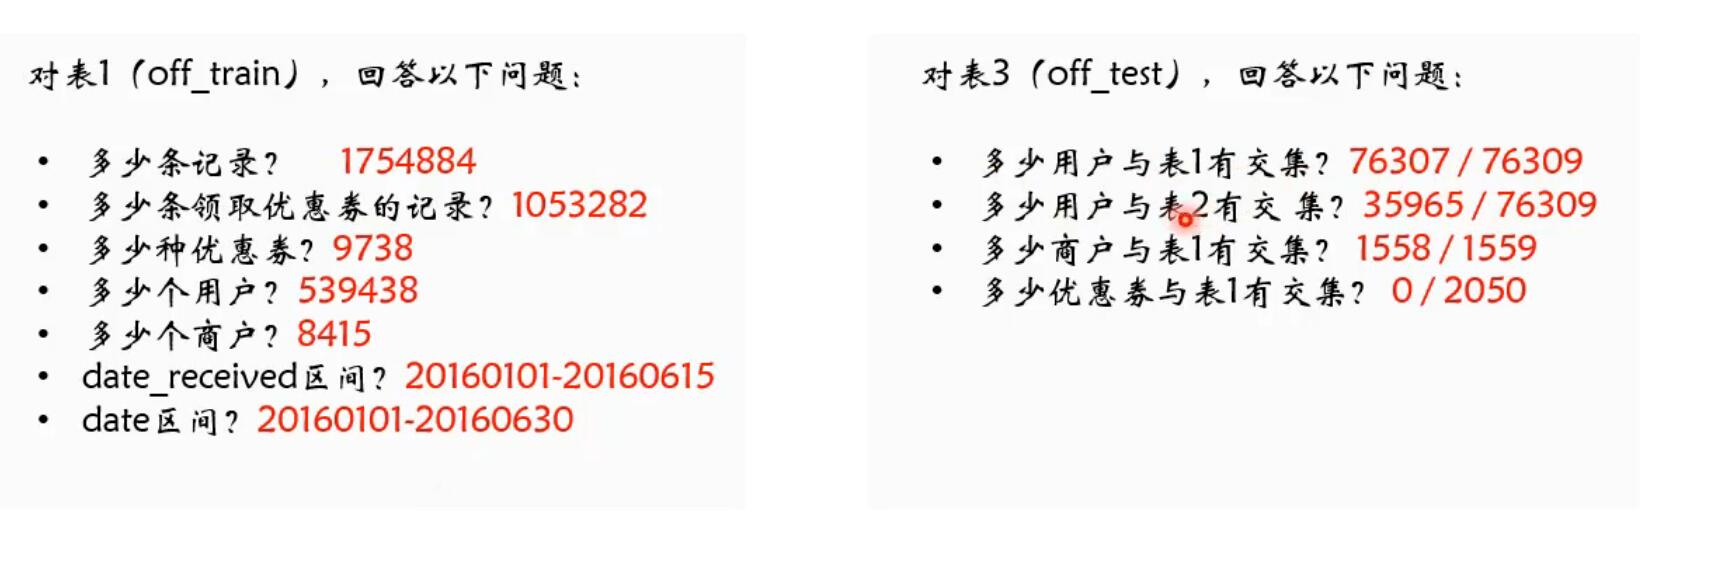 对表1（off_train），回答以下问题：
• 多少条记录？ 1754884
• 多少条领取优惠券的记录？1053282
• 多少种优惠券？9738
• 多少个用户？539438
• 多少个商户？8415
• date_received区间？20160101-20160615
• date区间？20160101-20160630
对表3（off_test），回答以下问题：
• 多少用户与表1有交集？76307 / 76309
• 多少用户与表2有交 集？35965 / 76309
• 多少商户与表1有交集？1558 / 1559
• 多少优惠券与表1有交集？ 0 / 2050